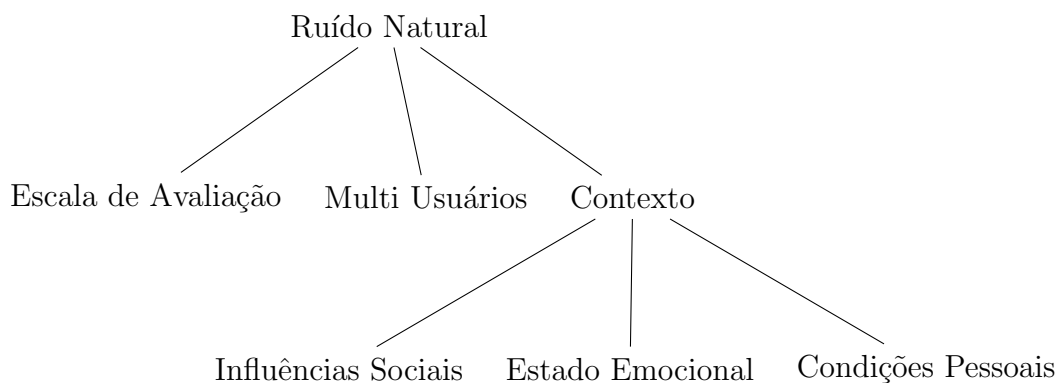 Ruído Natural
Escala de Avaliação Multi Usuários Contexto
Influências Sociais Estado Emocional Condições Pessoais